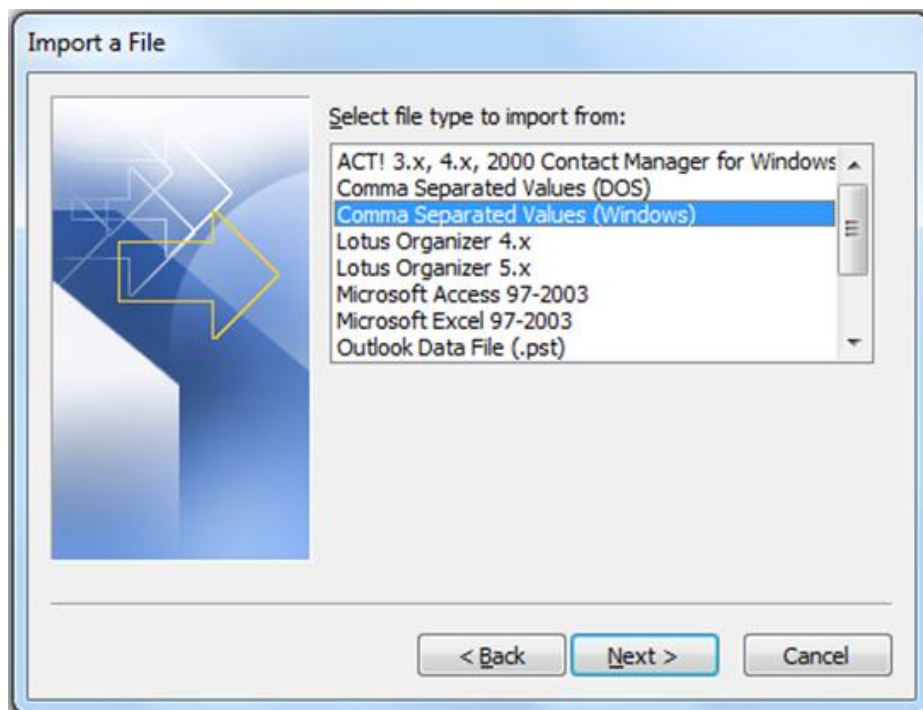 Import a File
Select file type to import from:
ACT! 3.x, 4.x, 2000 Contact Manager for Windows
Comma Separated Values (DOS)
Comma Separated Values (Windows)
Lotus Organizer 4.x
Lotus Organizer 5.x
Microsoft Access 97-2003
Microsoft Excel 97-2003
Outlook Data File (.pst)
< Back Next > Cancel